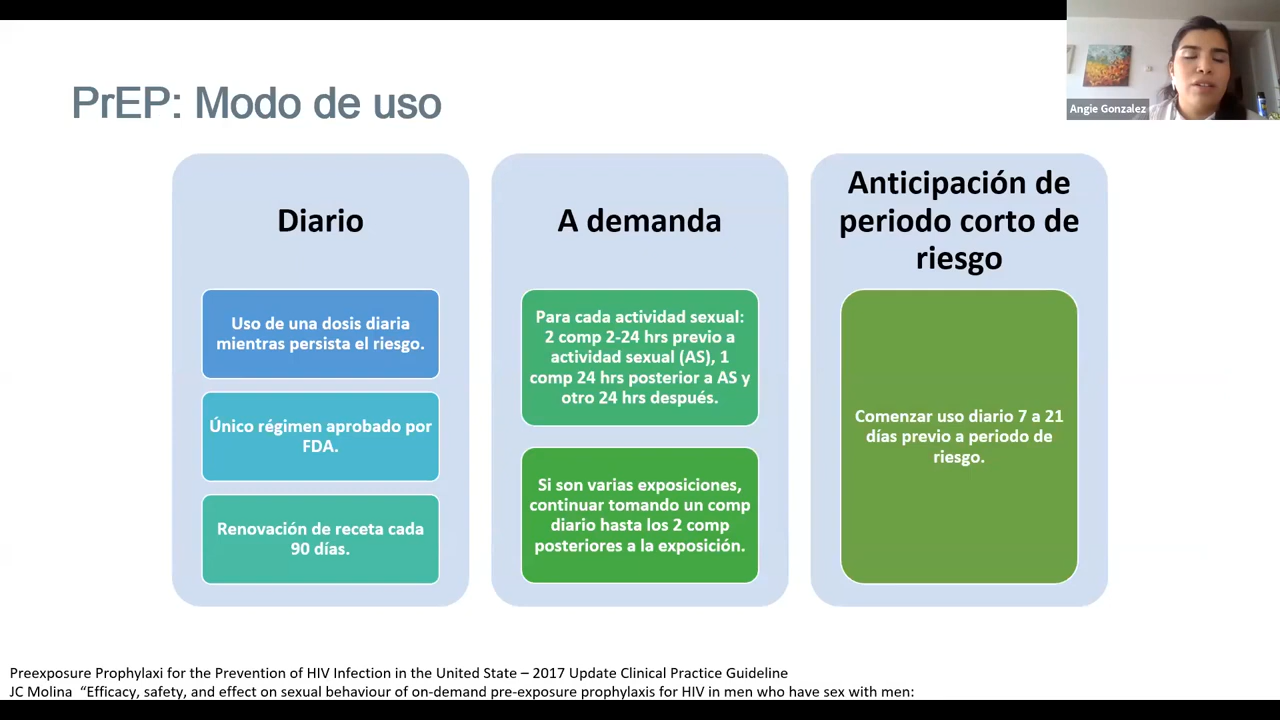 PrEP: Modo de uso
Angie Gonzalez
Diario
Uso de una dosis diaria
mientras persista el riesgo.
Único régimen aprobado por
FDA.
Renovación de receta cada
90 días.
A demanda
Para cada actividad sexual:
2 comp 2-24 hrs previo a
actividad sexual (AS), 1
comp 24 hrs posterior a AS y
otro 24 hrs después.
Si son varias exposiciones,
continuar tomando un comp
diario hasta los 2 comp
posteriores a la exposición.
Anticipación de
periodo corto de
riesgo
Comenzar uso diario 7 a 21
días previo a periodo de
riesgo.
Preexposure Prophylaxi for the Prevention of HIV Infection in the United State – 2017 Update Clinical Practice Guideline
JC Molina “Efficacy, safety, and effect on sexual behaviour of on-demand pre-exposure prophylaxis for HIV in men who have sex with men: